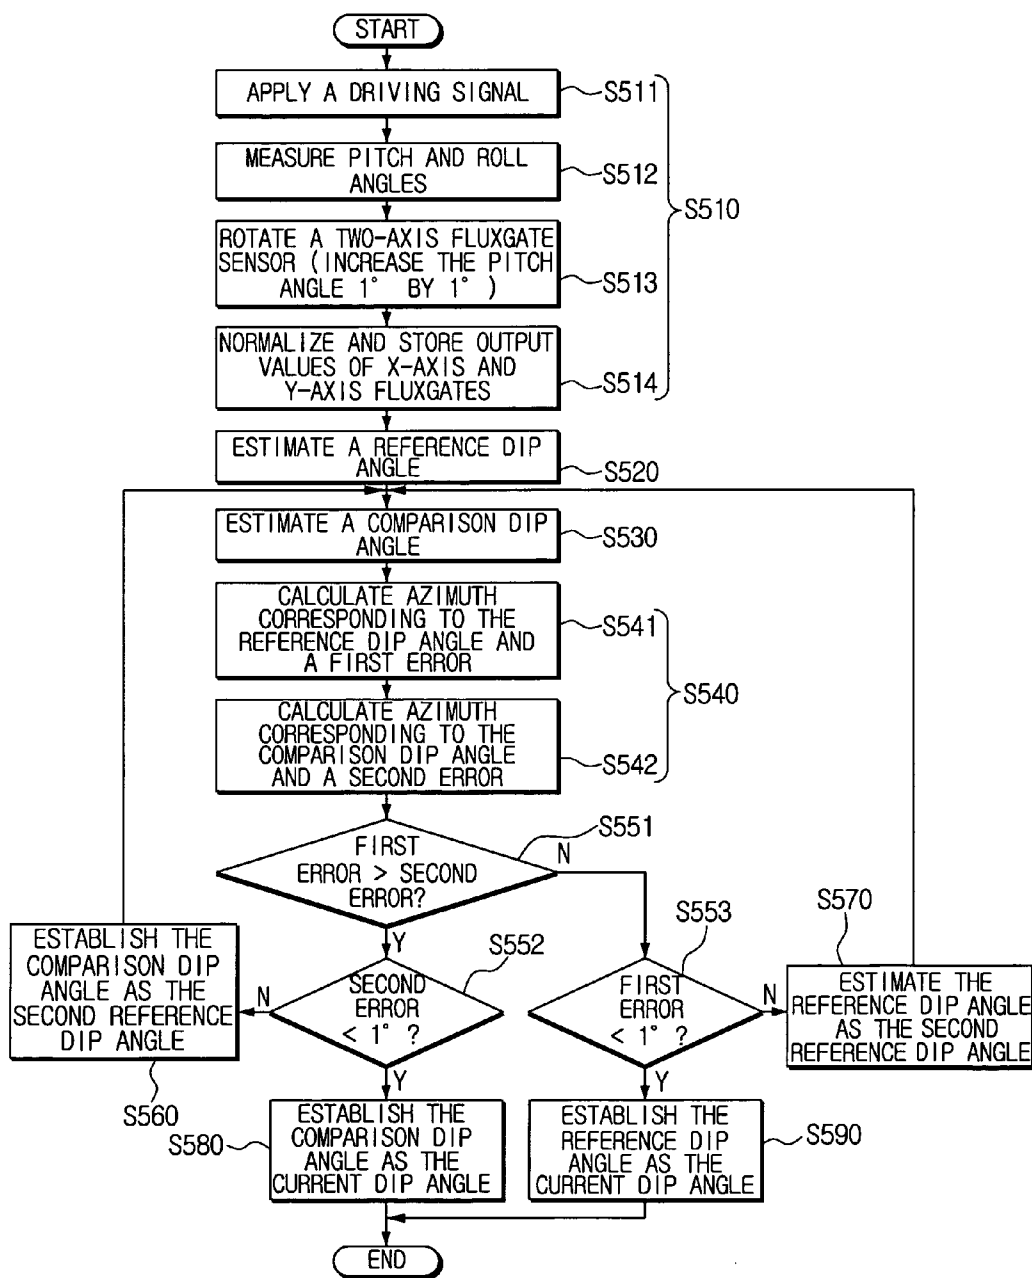 START
APPLY A DRIVING SIGNAL
S511
MEASURE PITCH AND ROLL
ANGLES
S512
S510
ROTATE A TWO-AXIS FLUXGATE
SENSOR (INCREASE THE PITCH
ANGLE 1° BY 1° )
S513
NORMALIZE AND STORE OUTPUT
VALUES OF X-AXIS AND
Y-AXIS FLUXGATES
S514
ESTIMATE A REFERENCE DIP
ANGLE
S520
ESTIMATE A COMPARISON DIP
ANGLE
S530
CALCULATE AZIMUTH
CORRESPONDING TO THE
REFERENCE DIP ANGLE AND
A FIRST ERROR
S541
S540
CALCULATE AZIMUTH
CORRESPONDING TO THE
COMPARISON DIP ANGLE
AND A SECOND ERROR
S542
FIRST
ERROR > SECOND
ERROR?
S551
N
Y
ESTABLISH THE
COMPARISON DIP
ANGLE AS THE
SECOND REFERENCE
DIP ANGLE
S560
N
SECOND
ERROR
< 1° ?
S552
Y
FIRST
ERROR
< 1° ?
S553
N
Y
S570
ESTIMATE THE
REFERENCE DIP ANGLE
AS THE SECOND
REFERENCE DIP ANGLE
S580
ESTABLISH THE
COMPARISON DIP
ANGLE AS THE
CURRENT DIP ANGLE
ESTABLISH THE
REFERENCE DIP
ANGLE AS THE
CURRENT DIP ANGLE
S590
END